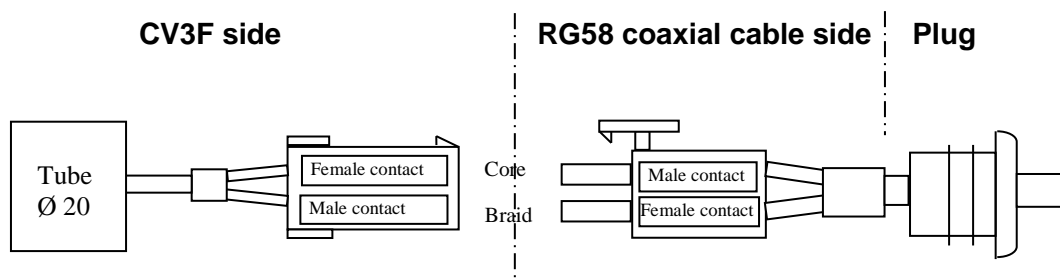 CV3F side
RG58 coaxial cable side
Plug
Tube
Ø 20
Female contact
Male contact
Core
Braid
Male contact
Female contact